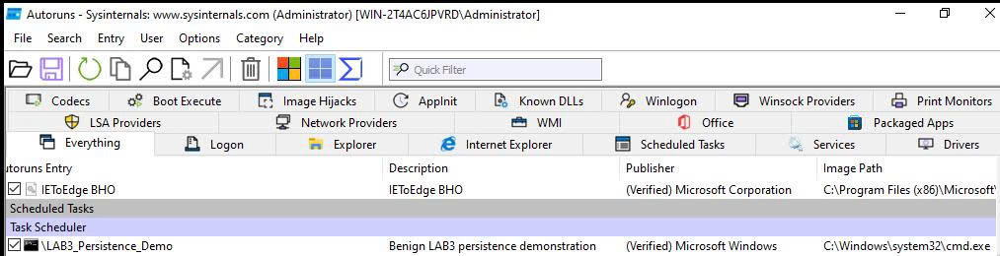 Autoruns - Sysinternals: www.sysinternals.com (Administrator) [WIN-2T4AC6JPVRD\Administrator]
File Search Entry User Options Category Help
Quick Filter
Codecs Boot Execute Image Hijacks AppInit Known DLLs Winlogon Winsock Providers Print Monitors
LSA Providers Network Providers WMI Office Packaged Apps
Everything Logon Explorer Internet Explorer Scheduled Tasks Services Drivers
utoruns Entry Description Publisher Image Path
IEToEdge BHO IEToEdge BHO (Verified) Microsoft Corporation C:\Program Files (x86)\Microsoft\
Scheduled Tasks
Task Scheduler
\LAB3_Persistence_Demo Benign LAB3 persistence demonstration (Verified) Microsoft Windows C:\Windows\system32\cmd.exe